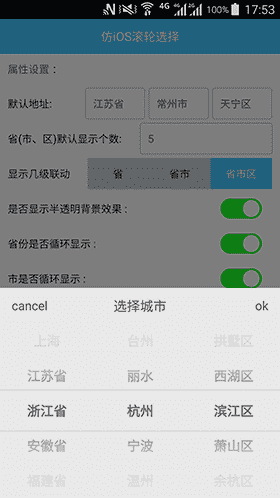 4G 100% 17:53
仿iOS滚轮选择
属性设置：
默认地址： 江苏省 常州市 天宁区
省(市、区)默认显示个数： 5
显示几级联动 省 省市 省市区
是否显示半透明背景效果：
省份是否循环显示：
市是否循环显示：
cancel 选择城市 ok
上海 台州 拱墅区
江苏省 丽水 西湖区
浙江省 杭州 滨江区
安徽省 宁波 萧山区
福建省 温州 余杭区